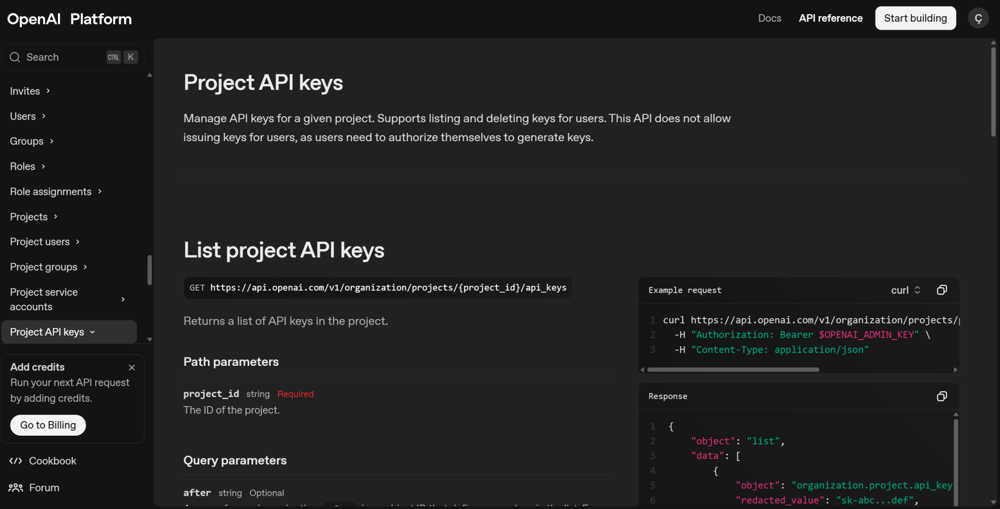 OpenAI Platform
Docs
API reference
Start building
Ç
Search
CTRL K
Invites
Users
Groups
Roles
Role assignments
Projects
Project users
Project groups
Project service
accounts
Project API keys
Add credits
Run your next API request
by adding credits.
Go to Billing
Cookbook
Forum
Project API keys
Manage API keys for a given project. Supports listing and deleting keys for users. This API does not allow
issuing keys for users, as users need to authorize themselves to generate keys.
List project API keys
GET https://api.openai.com/v1/organization/projects/{project_id}/api_keys
Returns a list of API keys in the project.
Path parameters
project_id string Required
The ID of the project.
Query parameters
after string Optional
Example request
curl
1 curl https://api.openai.com/v1/organization/projects/
2 -H "Authorization: Bearer $OPENAI_ADMIN_KEY" \
3 -H "Content-Type: application/json"
Response
1 {
2 "object": "list",
3 "data": [
4 {
5 "object": "organization.project.api_key
6 "redacted_value": "sk-abc...def",